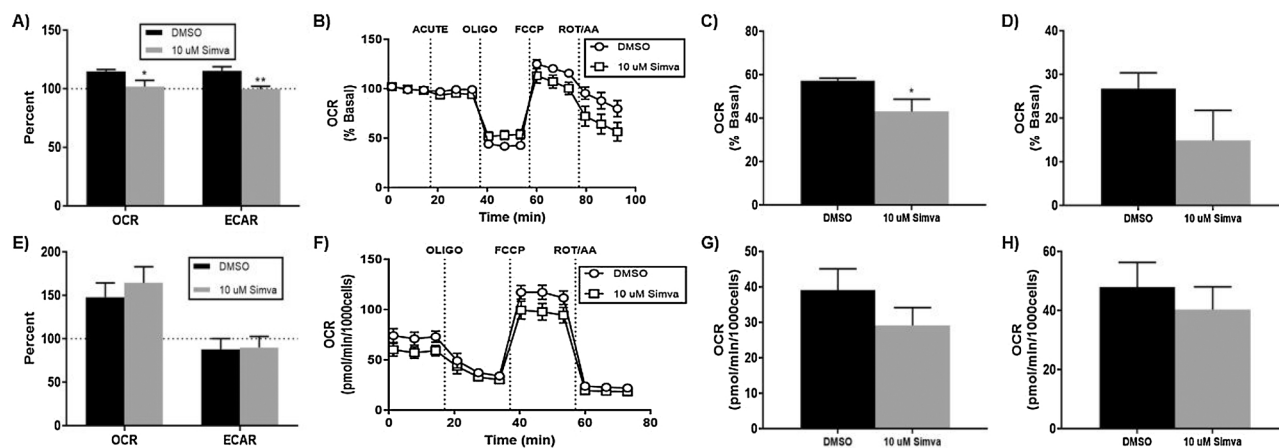 A)
DMSO
10 uM Simva
150
100
50
0
Percent
*
**
OCR
ECAR
B)
ACUTE
OLIGO
FCCP
ROT/AA
DMSO
10 uM Simva
150
100
50
0
OCR
(% Basal)
0
20
40
60
80
100
Time (min)
C)
80
60
40
20
0
OCR
(% Basal)
*
DMSO
10 uM Simva
D)
40
30
20
10
0
OCR
(% Basal)
DMSO
10 uM Simva
E)
DMSO
10 uM Simva
200
150
100
50
0
Percent
OCR
ECAR
F)
OLIGO
FCCP
ROT/AA
DMSO
10 uM Simva
150
100
50
0
OCR
(pmol/min/1000cells)
0
20
40
60
80
Time (min)
G)
50
40
30
20
10
0
OCR
(pmol/min/1000cells)
DMSO
10 uM Simva
H)
60
40
20
0
OCR
(pmol/min/1000cells)
DMSO
10 uM Simva